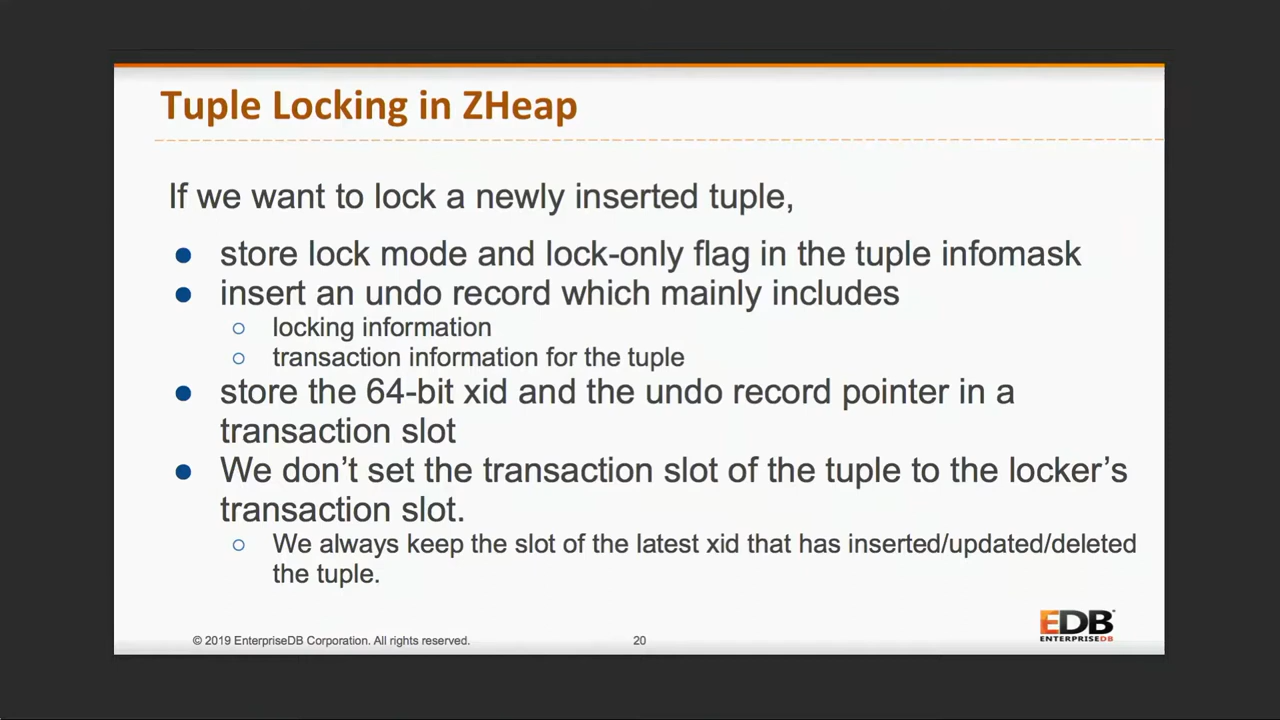 Tuple Locking in ZHeap
If we want to lock a newly inserted tuple,
● store lock mode and lock-only flag in the tuple infomask
● insert an undo record which mainly includes
○ locking information
○ transaction information for the tuple
● store the 64-bit xid and the undo record pointer in a
transaction slot
● We don’t set the transaction slot of the tuple to the locker’s
transaction slot.
○ We always keep the slot of the latest xid that has inserted/updated/deleted
the tuple.
© 2019 EnterpriseDB Corporation. All rights reserved.
20
EDB™
ENTERPRISEDB